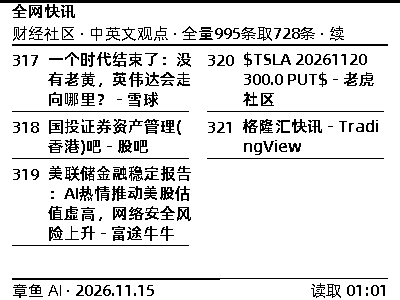 全网快讯
财经社区 · 中英文观点 · 全量995条取728条 · 续
317 一个时代结束了：没
有老黄，英伟达会走
向哪里？ - 雪球
318 国投证券资产管理(
香港)吧 - 股吧
319 美联储金融稳定报告
：AI热情推动美股估
值虚高，网络安全风
险上升 - 富途牛牛
320 $TSLA 20261120
300.0 PUT$ - 老虎
社区
321 格隆汇快讯 - Tradi
ngView
章鱼 AI · 2026.11.15
读取 01:01